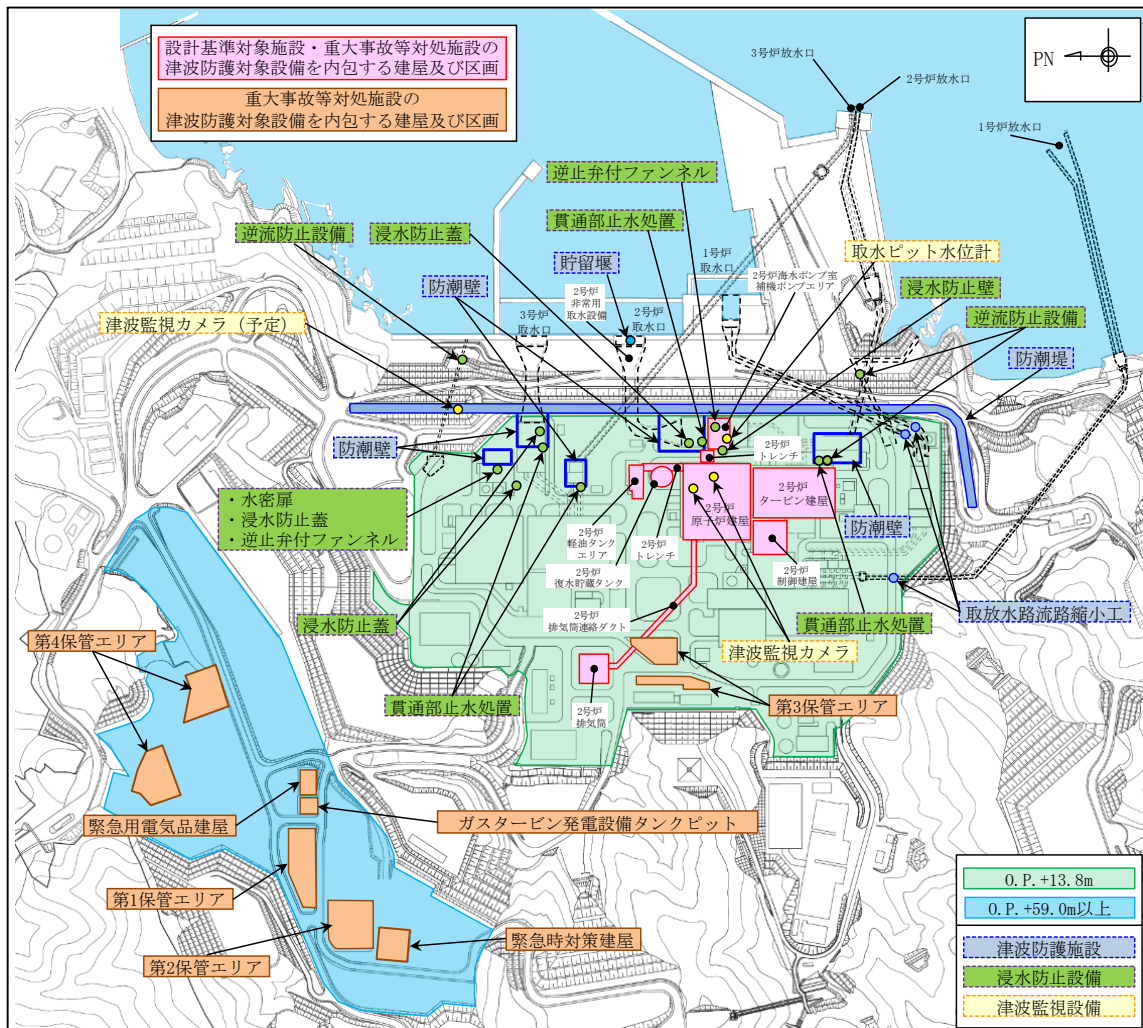 設計基準対象施設・重大事故等対処施設の
津波防護対象設備を内包する建屋及び区画
重大事故等対処施設の
津波防護対象設備を内包する建屋及び区画
PN
3号炉放水口
2号炉放水口
1号炉放水口
逆止弁付ファンネル
貫通部止水処置
逆流防止設備
浸水防止蓋
防潮壁
貯留堰
1号炉
取水口
2号炉海水ポンプ室
補機ポンプエリア
取水ピット水位計
浸水防止壁
逆流防止設備
防潮堤
津波監視カメラ（予定）
3号炉
取水口
2号炉
非常用
取水設備
2号炉
取水口
防潮壁
・水密扉
・浸水防止蓋
・逆止弁付ファンネル
2号炉
トレンチ
2号炉
原子炉建屋
2号炉
タービン建屋
防潮壁
2号炉
軽油タンク
エリア
2号炉
トレンチ
2号炉
復水貯蔵タンク
2号炉
制御建屋
2号炉
排気筒連絡ダクト
浸水防止蓋
貫通部止水処置
取放水路流路縮小工
津波監視カメラ
貫通部止水処置
2号炉
排気筒
第3保管エリア
第4保管エリア
緊急用電気品建屋
ガスタービン発電設備タンクピット
第1保管エリア
第2保管エリア
緊急時対策建屋
O.P.+13.8m
O.P.+59.0m以上
津波防護施設
浸水防止設備
津波監視設備